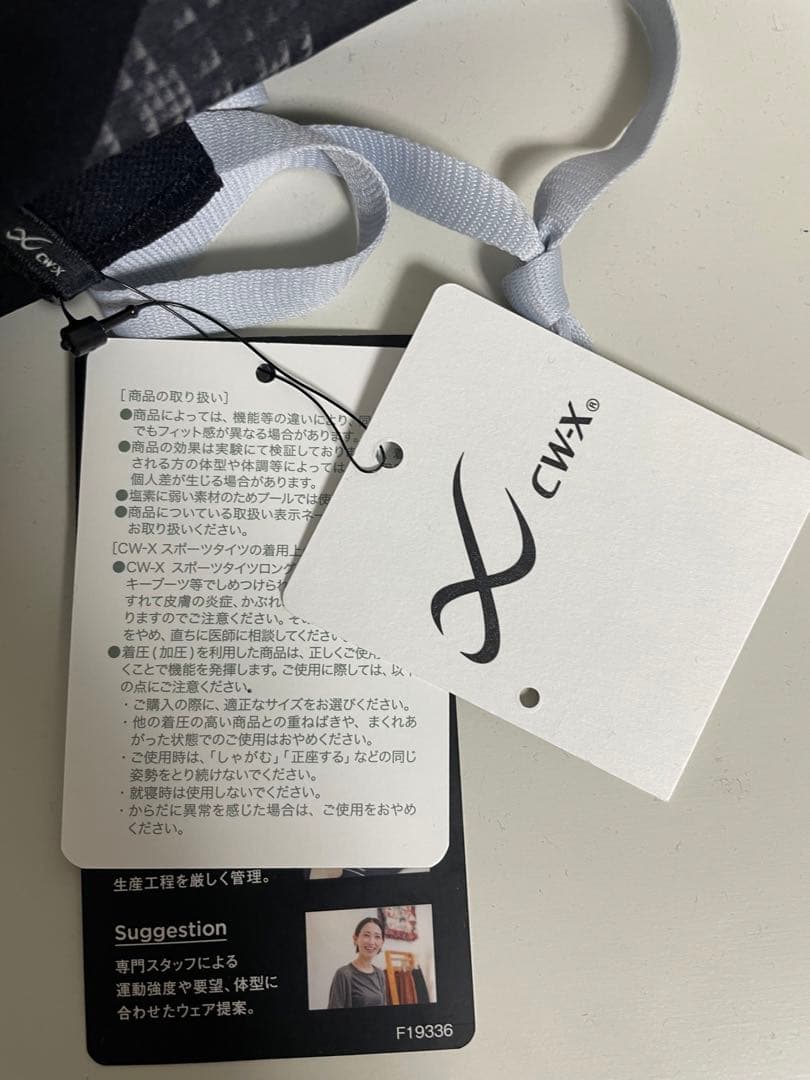 CW-X
[商品の取り扱い]
●商品によっては、機能等の違いにより、同
でもフィット感が異なる場合があります。
●商品の効果は実験にて検証しており
される方の体型や体調等によっては
個人差が生じる場合があります。
●塩素に弱い素材のためプールでは使
●商品についている取扱い表示ネー
お取り扱いください。
[CW-X スポーツタイツの着用上
●CW-X スポーツタイツロング
キーブーツ等でしめつけられ
すれて皮膚の炎症、かぶれ
りますのでご注意ください。そ
をやめ、直ちに医師に相談してください。
●着圧(加圧)を利用した商品は、正しくご使用
くことで機能を発揮します。ご使用に際しては、以下
の点にご注意ください。
・ご購入の際に、適正なサイズをお選びください。
・他の着圧の高い商品との重ねばきや、まくれあ
がった状態でのご使用はおやめください。
・ご使用時は、「しゃがむ」「正座する」などの同じ
姿勢をとり続けないでください。
・就寝時は使用しないでください。
・からだに異常を感じた場合は、ご使用をおやめ
ください。
CW-X®
生産工程を厳しく管理。
Suggestion
専門スタッフによる
運動強度や要望、体型に
合わせたウェア提案。
F19336